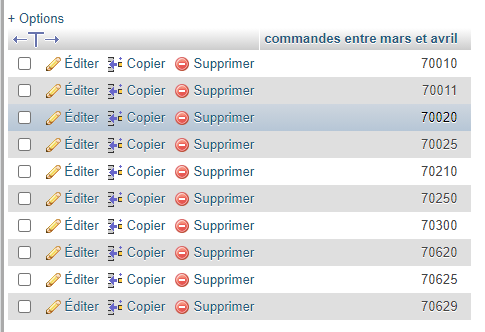 + Options
commandes entre mars et avril
Éditer Copier Supprimer 70010
Éditer Copier Supprimer 70011
Éditer Copier Supprimer 70020
Éditer Copier Supprimer 70025
Éditer Copier Supprimer 70210
Éditer Copier Supprimer 70250
Éditer Copier Supprimer 70300
Éditer Copier Supprimer 70620
Éditer Copier Supprimer 70625
Éditer Copier Supprimer 70629